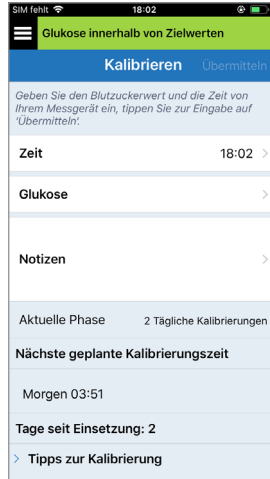 SIM fehlt 18:02
Glukose innerhalb von Zielwerten
Kalibrieren Übermitteln
Geben Sie den Blutzuckerwert und die Zeit von
Ihrem Messgerät ein, tippen Sie zur Eingabe auf
'Übermitteln'.
Zeit 18:02
Glukose
Notizen
Aktuelle Phase 2 Tägliche Kalibrierungen
Nächste geplante Kalibrierungszeit
Morgen 03:51
Tage seit Einsetzung: 2
Tipps zur Kalibrierung